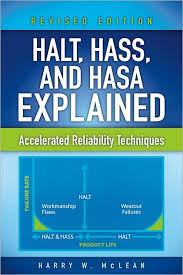 REVISED EDITION
HALT, HASS,
AND HASA
EXPLAINED
Accelerated Reliability Techniques
FAILURE RATE
HALT
Workmanship
Flaws
Wearout
Failures
HALT & HASS
HALT
PRODUCT LIFE
HARRY W. McLEAN